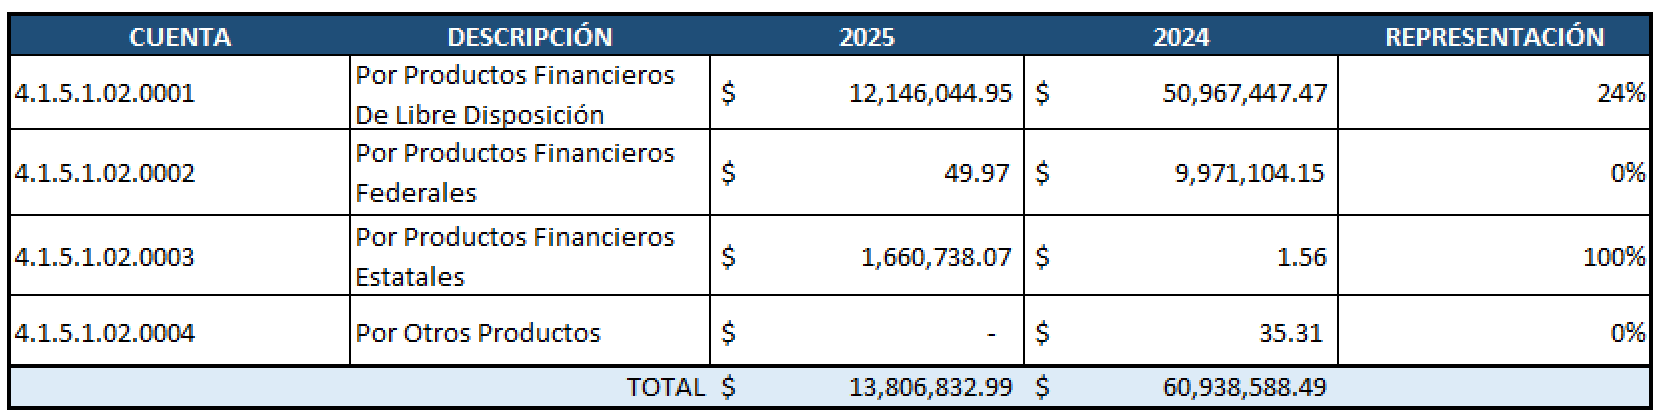 CUENTA DESCRIPCIÓN 2025 2024 REPRESENTACIÓN
4.1.5.1.02.0001 Por Productos Financieros De Libre Disposición $ 12,146,044.95 $ 50,967,447.47 24%
4.1.5.1.02.0002 Por Productos Financieros Federales $ 49.97 $ 9,971,104.15 0%
4.1.5.1.02.0003 Por Productos Financieros Estatales $ 1,660,738.07 $ 1.56 100%
4.1.5.1.02.0004 Por Otros Productos $ - $ 35.31 0%
TOTAL $ 13,806,832.99 $ 60,938,588.49